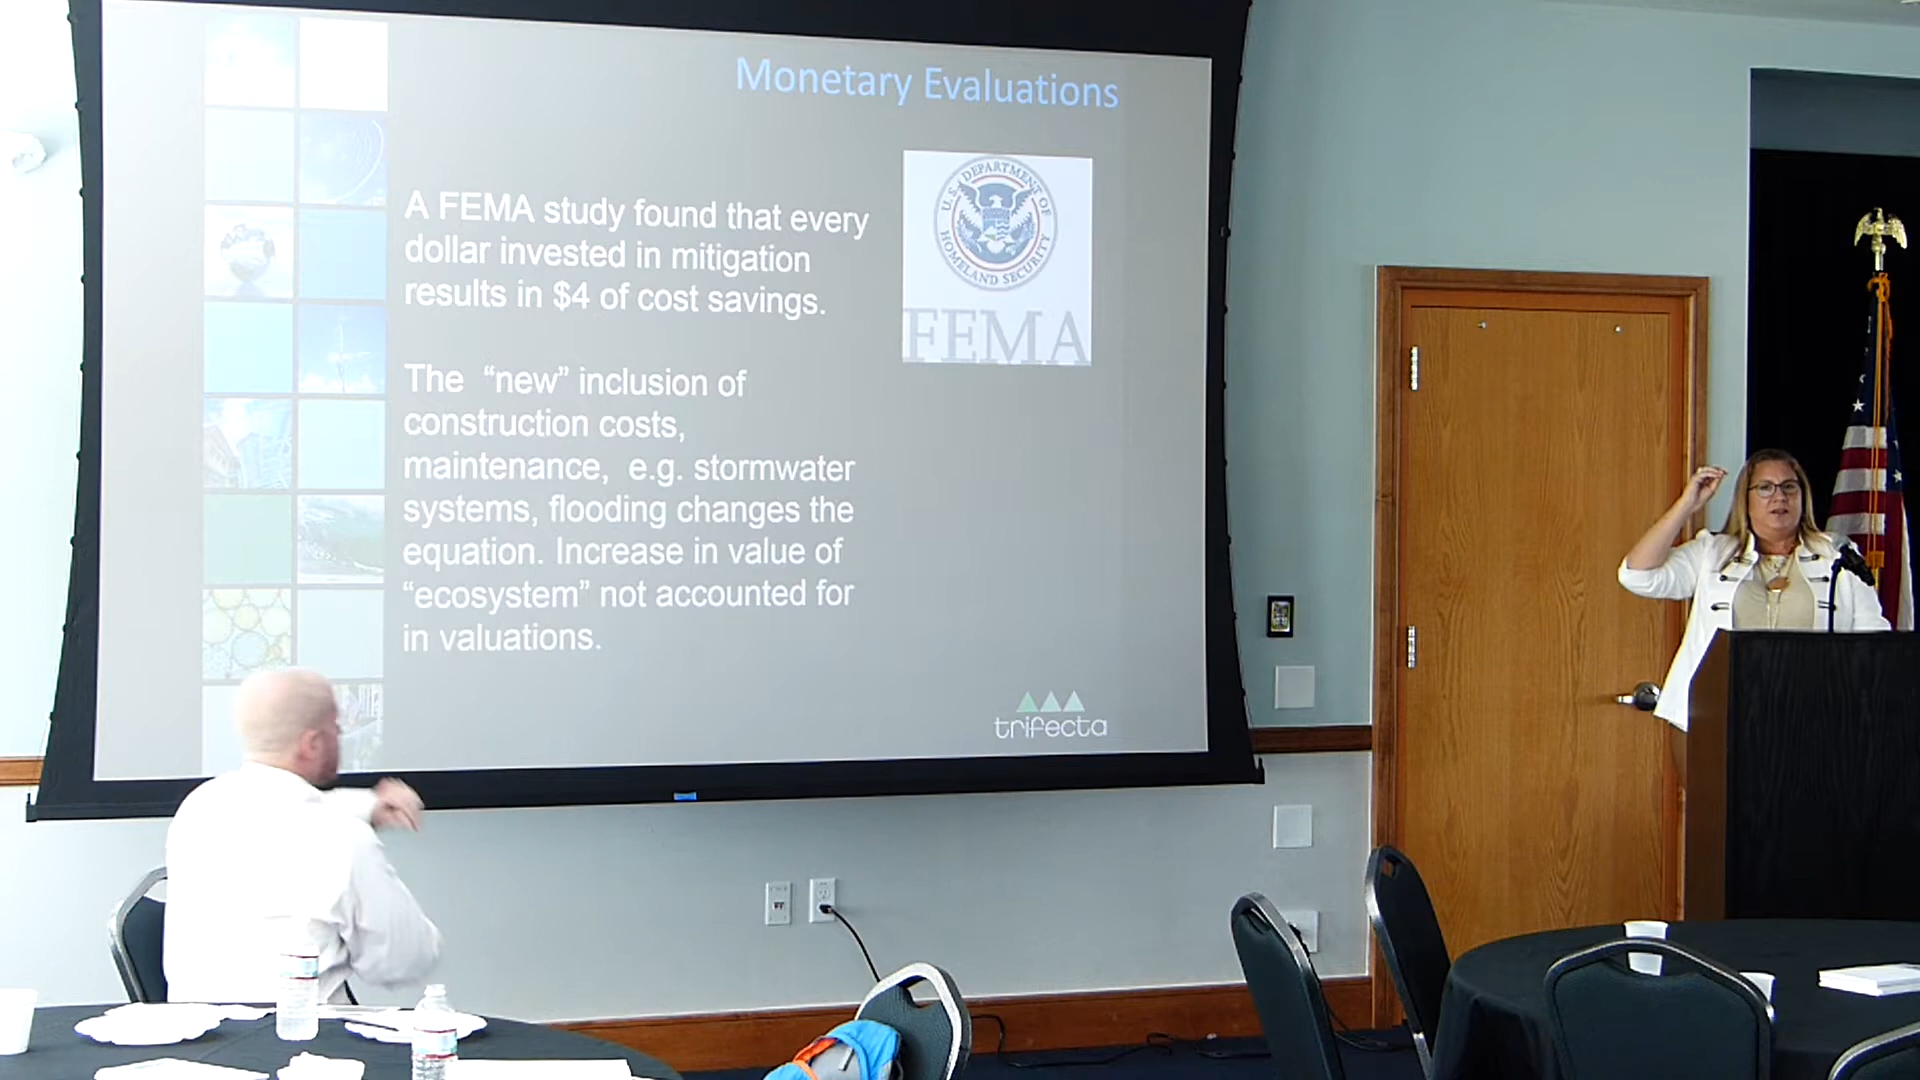 Monetary Evaluations
A FEMA study found that every
dollar invested in mitigation
results in $4 of cost savings.
U.S. DEPARTMENT OF
HOMELAND SECURITY
FEMA
The “new” inclusion of
construction costs,
maintenance, e.g. stormwater
systems, flooding changes the
equation. Increase in value of
“ecosystem” not accounted for
in valuations.
trifecta